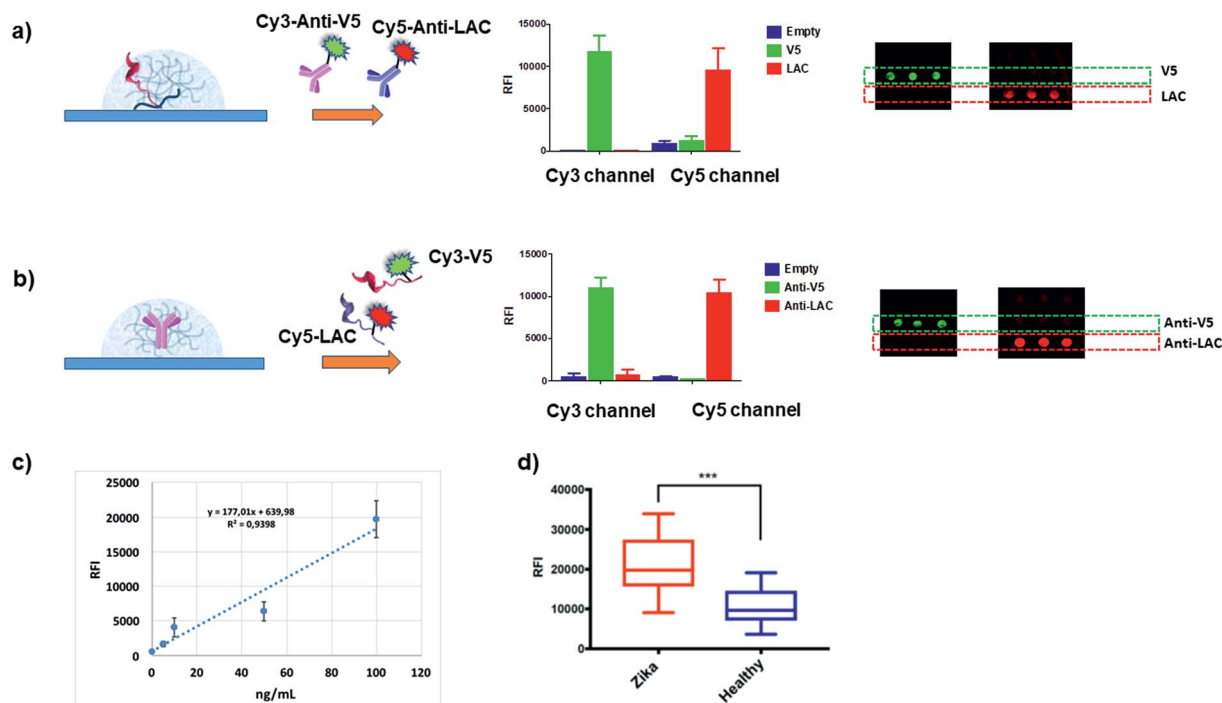 a)
Cy3-Anti-V5
Cy5-Anti-LAC
RFI
15000
10000
5000
0
Cy3 channel
Cy5 channel
Empty
V5
LAC
V5
LAC
b)
Cy3-V5
Cy5-LAC
RFI
15000
10000
5000
0
Cy3 channel
Cy5 channel
Empty
Anti-V5
Anti-LAC
Anti-V5
Anti-LAC
c)
RFI
25000
20000
15000
10000
5000
0
y = 177,01x + 639,98
R² = 0,9398
0 20 40 60 80 100 120
ng/mL
d)
***
RFI
40000
30000
20000
10000
0
Zika
Healthy